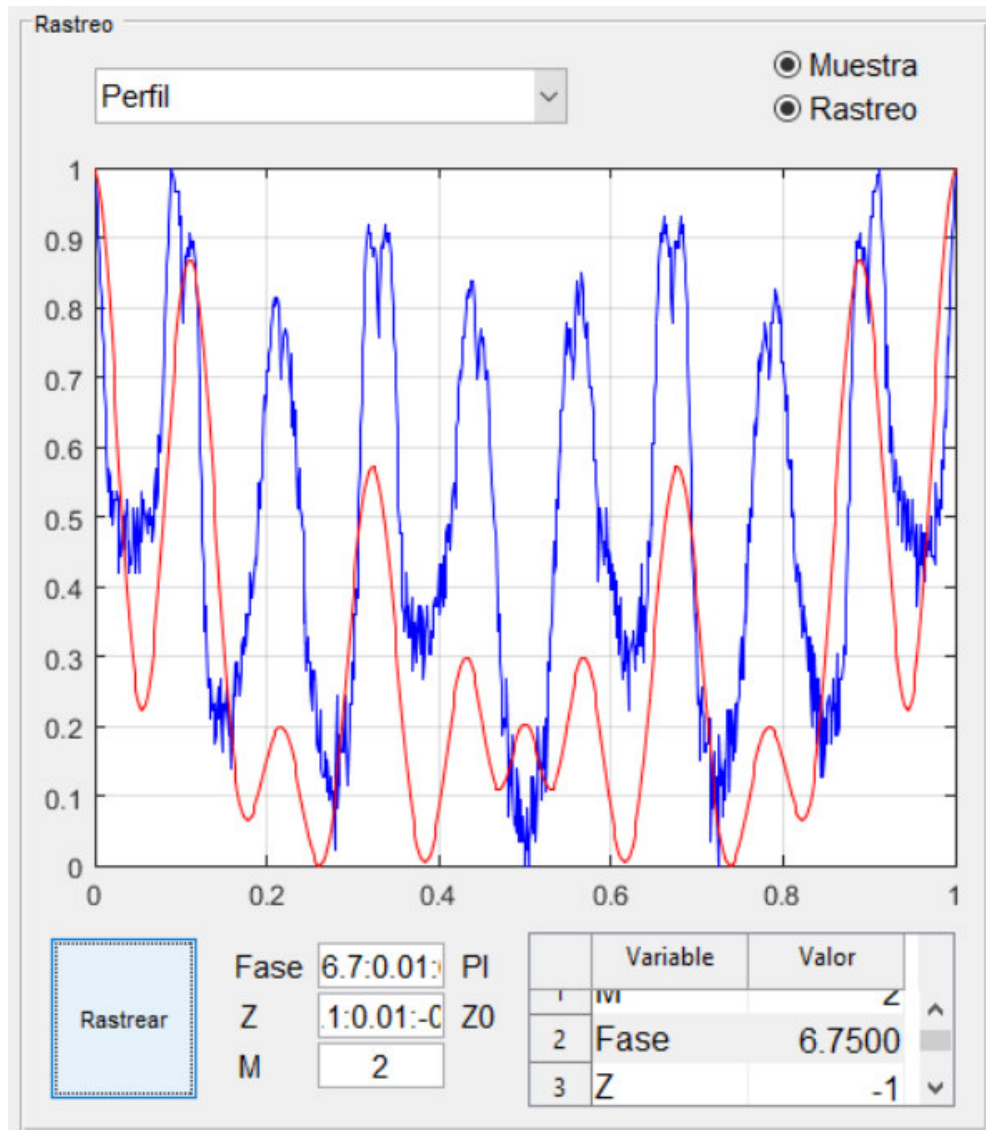 Rastreo
Perfil
Muestra
Rastreo
1
0.9
0.8
0.7
0.6
0.5
0.4
0.3
0.2
0.1
0
0 0.2 0.4 0.6 0.8 1
Rastrear
Fase 6.7:0.01: PI
Z .1:0.01:-0 Z0
M 2
Variable Valor
1 M 2
2 Fase 6.7500
3 Z -1